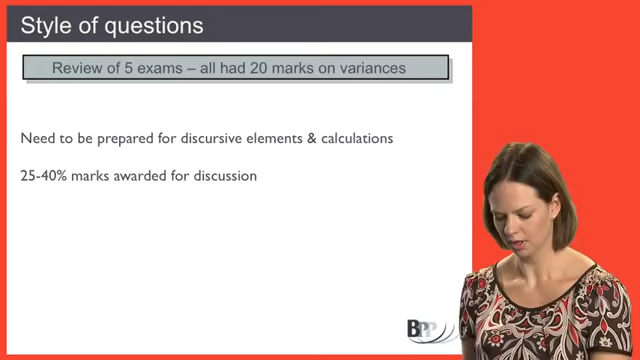 Style of questions
Review of 5 exams – all had 20 marks on variances
Need to be prepared for discursive elements & calculations
25-40% marks awarded for discussion
BPP